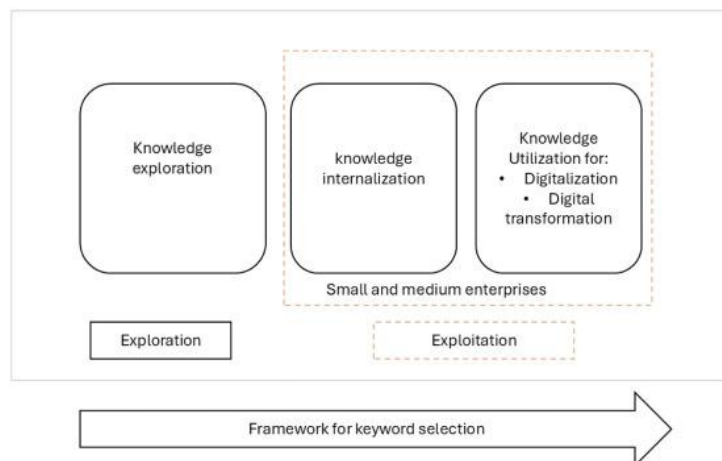 Knowledge
exploration
knowledge
internalization
Knowledge
Utilization for:
• Digitalization
• Digital
transformation
Small and medium enterprises
Exploration
Exploitation
Framework for keyword selection